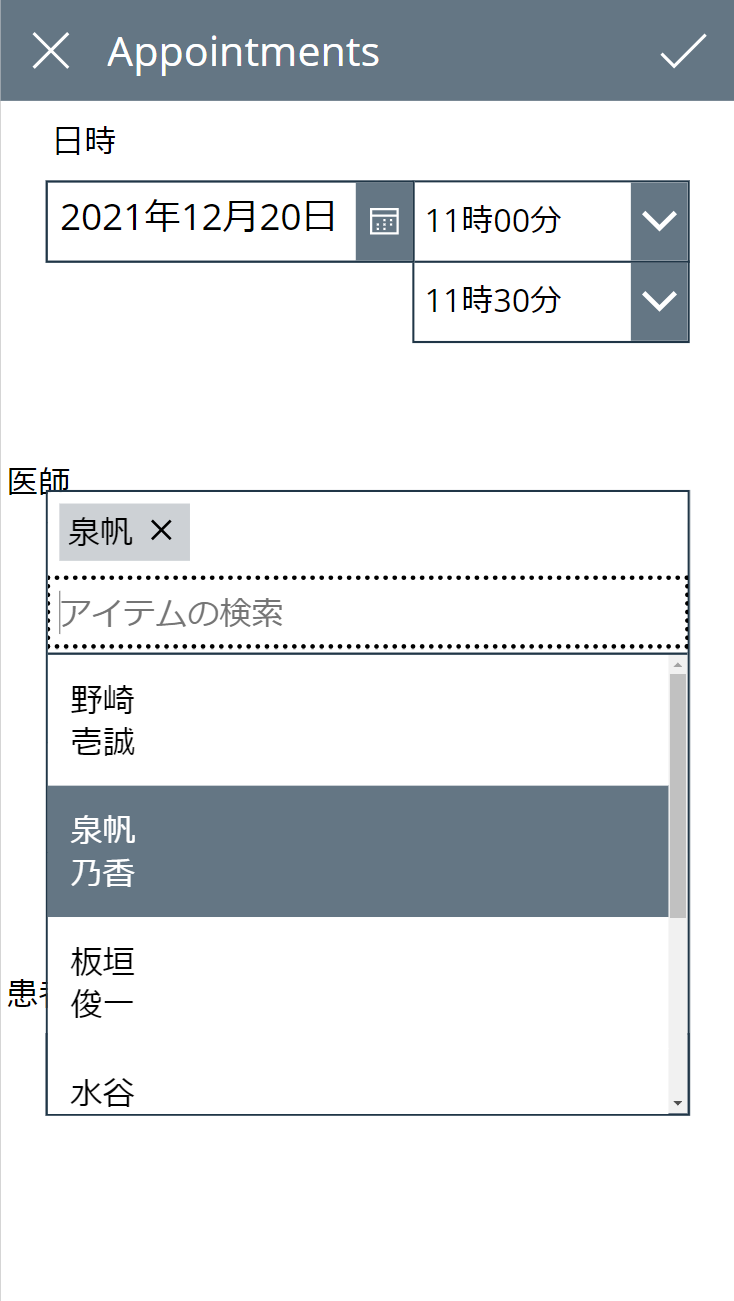 Appointments
日時
2021年12月20日
11時00分
11時30分
医師
泉帆
アイテムの検索
野崎
壱誠
泉帆
乃香
板垣
俊一
水谷
患